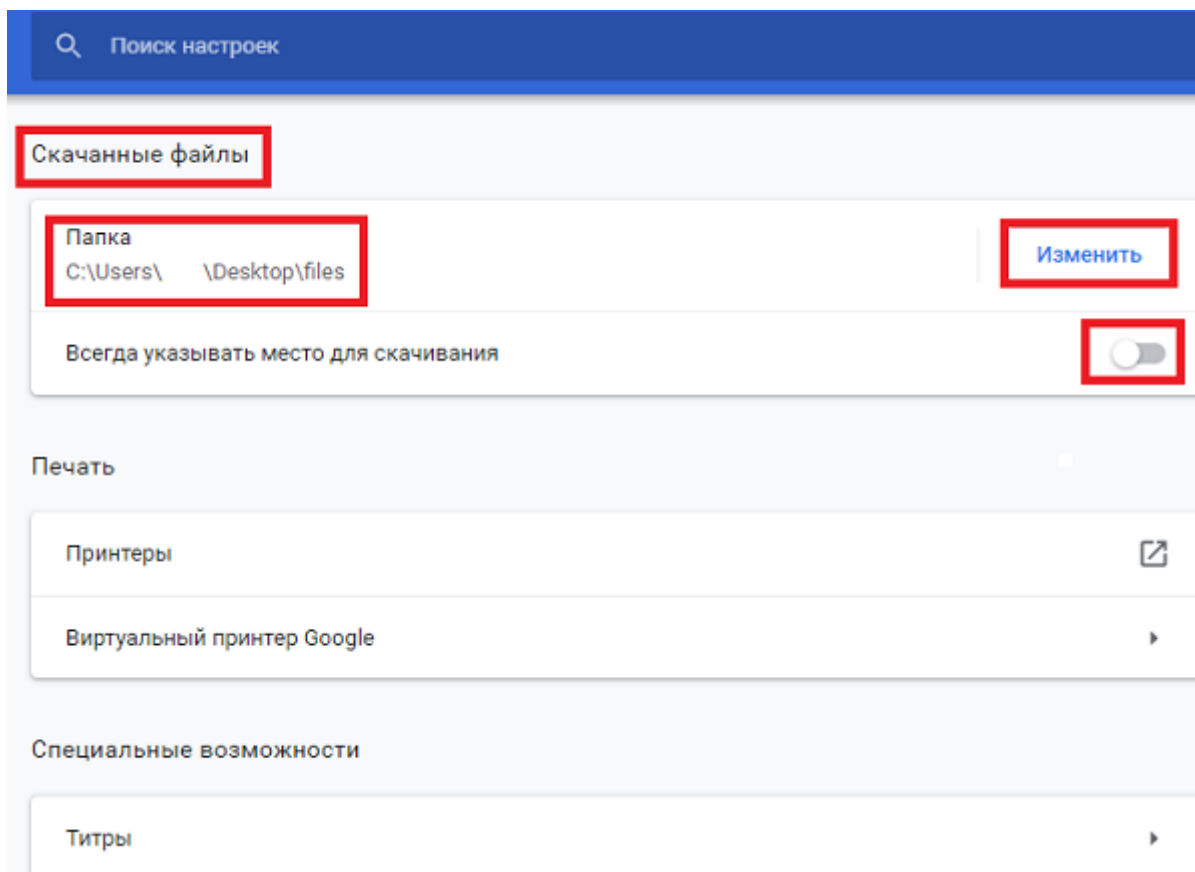 Поиск настроек
Скачанные файлы
Папка
C:\Users\ \Desktop\files
Изменить
Всегда указывать место для скачивания
Печать
Принтеры
Виртуальный принтер Google
Специальные возможности
Титры